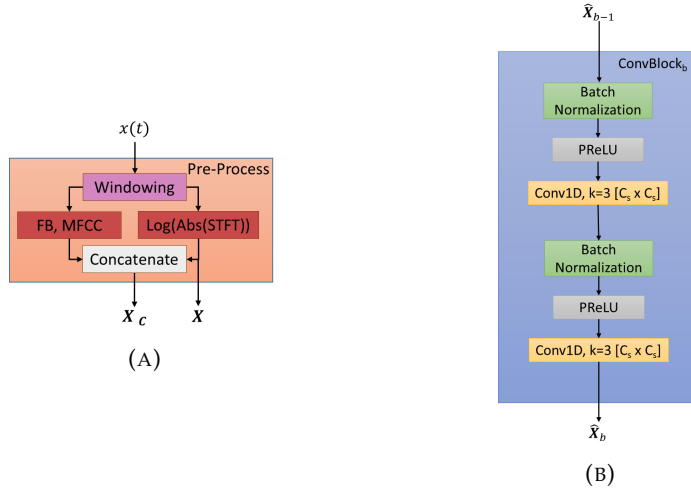 x(t)
Pre-Process
Windowing
FB, MFCC
Log(Abs(STFT))
Concatenate
X_C
X
(A)
X̂_{b−1}
ConvBlock_b
Batch
Normalization
PReLU
Conv1D, k=3 [C_s x C_s]
Batch
Normalization
PReLU
Conv1D, k=3 [C_s x C_s]
X̂_b
(B)